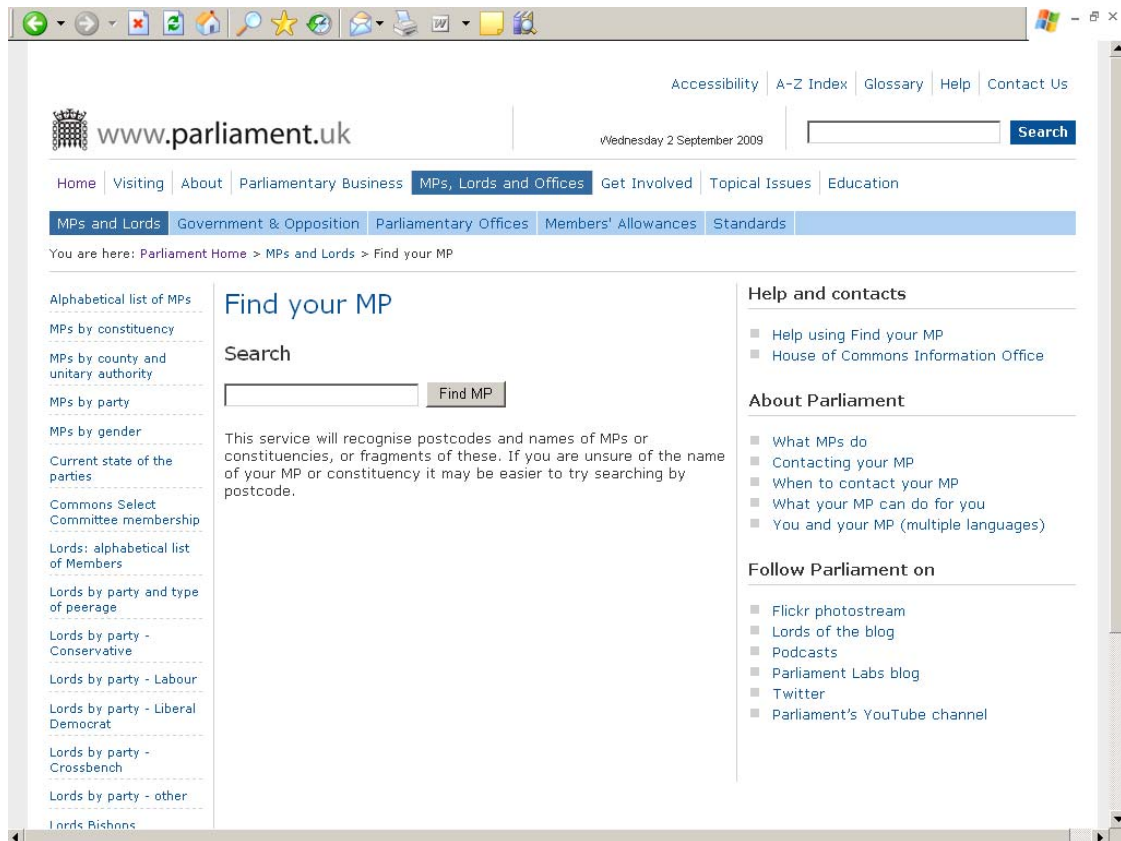 Accessibility A-Z Index Glossary Help Contact Us
www.parliament.uk
Wednesday 2 September 2009
Search
Home Visiting About Parliamentary Business MPs, Lords and Offices Get Involved Topical Issues Education
MPs and Lords Government & Opposition Parliamentary Offices Members' Allowances Standards
You are here: Parliament Home > MPs and Lords > Find your MP
Alphabetical list of MPs
MPs by constituency
MPs by county and
unitary authority
MPs by party
MPs by gender
Current state of the
parties
Commons Select
Committee membership
Lords: alphabetical list
of Members
Lords by party and type
of peerage
Lords by party -
Conservative
Lords by party - Labour
Lords by party - Liberal
Democrat
Lords by party -
Crossbench
Lords by party - other
Lords Bishops
Find your MP
Search
Find MP
This service will recognise postcodes and names of MPs or
constituencies, or fragments of these. If you are unsure of the name
of your MP or constituency it may be easier to try searching by
postcode.
Help and contacts
Help using Find your MP
House of Commons Information Office
About Parliament
What MPs do
Contacting your MP
When to contact your MP
What your MP can do for you
You and your MP (multiple languages)
Follow Parliament on
Flickr photostream
Lords of the blog
Podcasts
Parliament Labs blog
Twitter
Parliament's YouTube channel